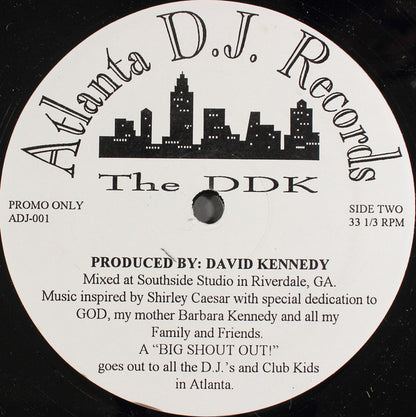 Atlanta D.J. Records
The DDK
PROMO ONLY
ADJ-001
SIDE TWO
33 1/3 RPM
PRODUCED BY: DAVID KENNEDY
Mixed at Southside Studio in Riverdale, GA.
Music inspired by Shirley Caesar with special dedication to
GOD, my mother Barbara Kennedy and all my
Family and Friends.
A “BIG SHOUT OUT!”
goes out to all the D.J.'s and Club Kids
in Atlanta.